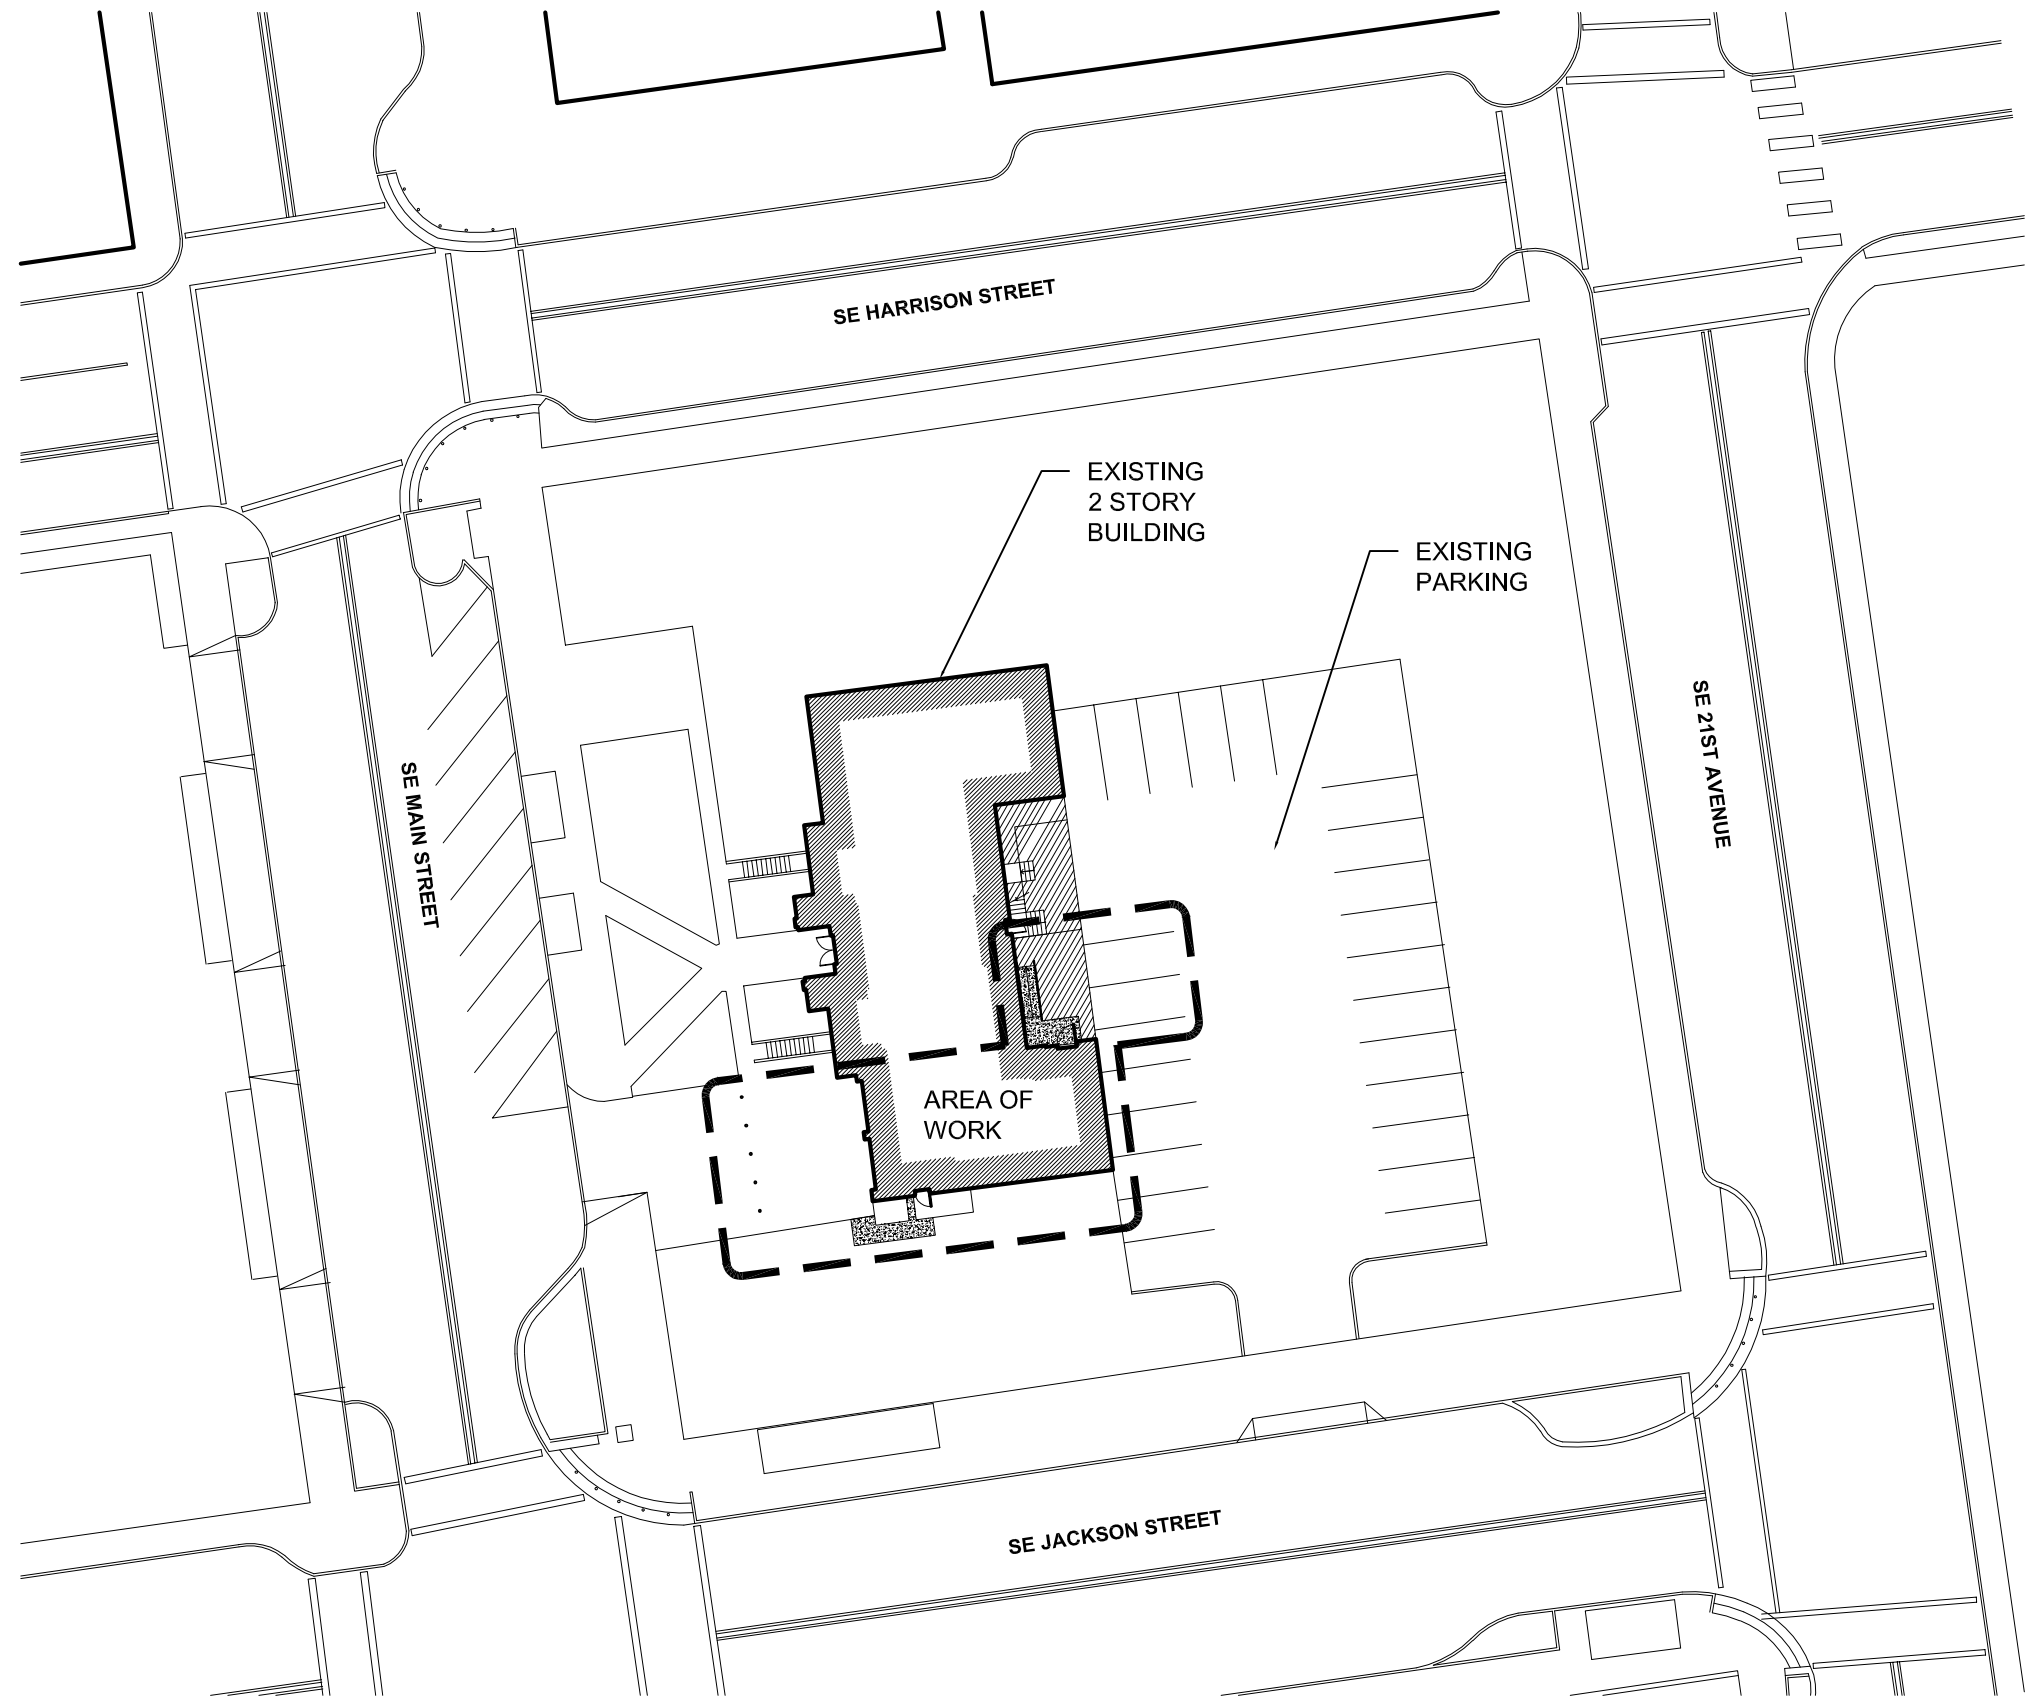 SE HARRISON STREET
EXISTING
2 STORY
BUILDING
EXISTING
PARKING
SE MAIN STREET
SE 21ST AVENUE
AREA OF
WORK
SE JACKSON STREET